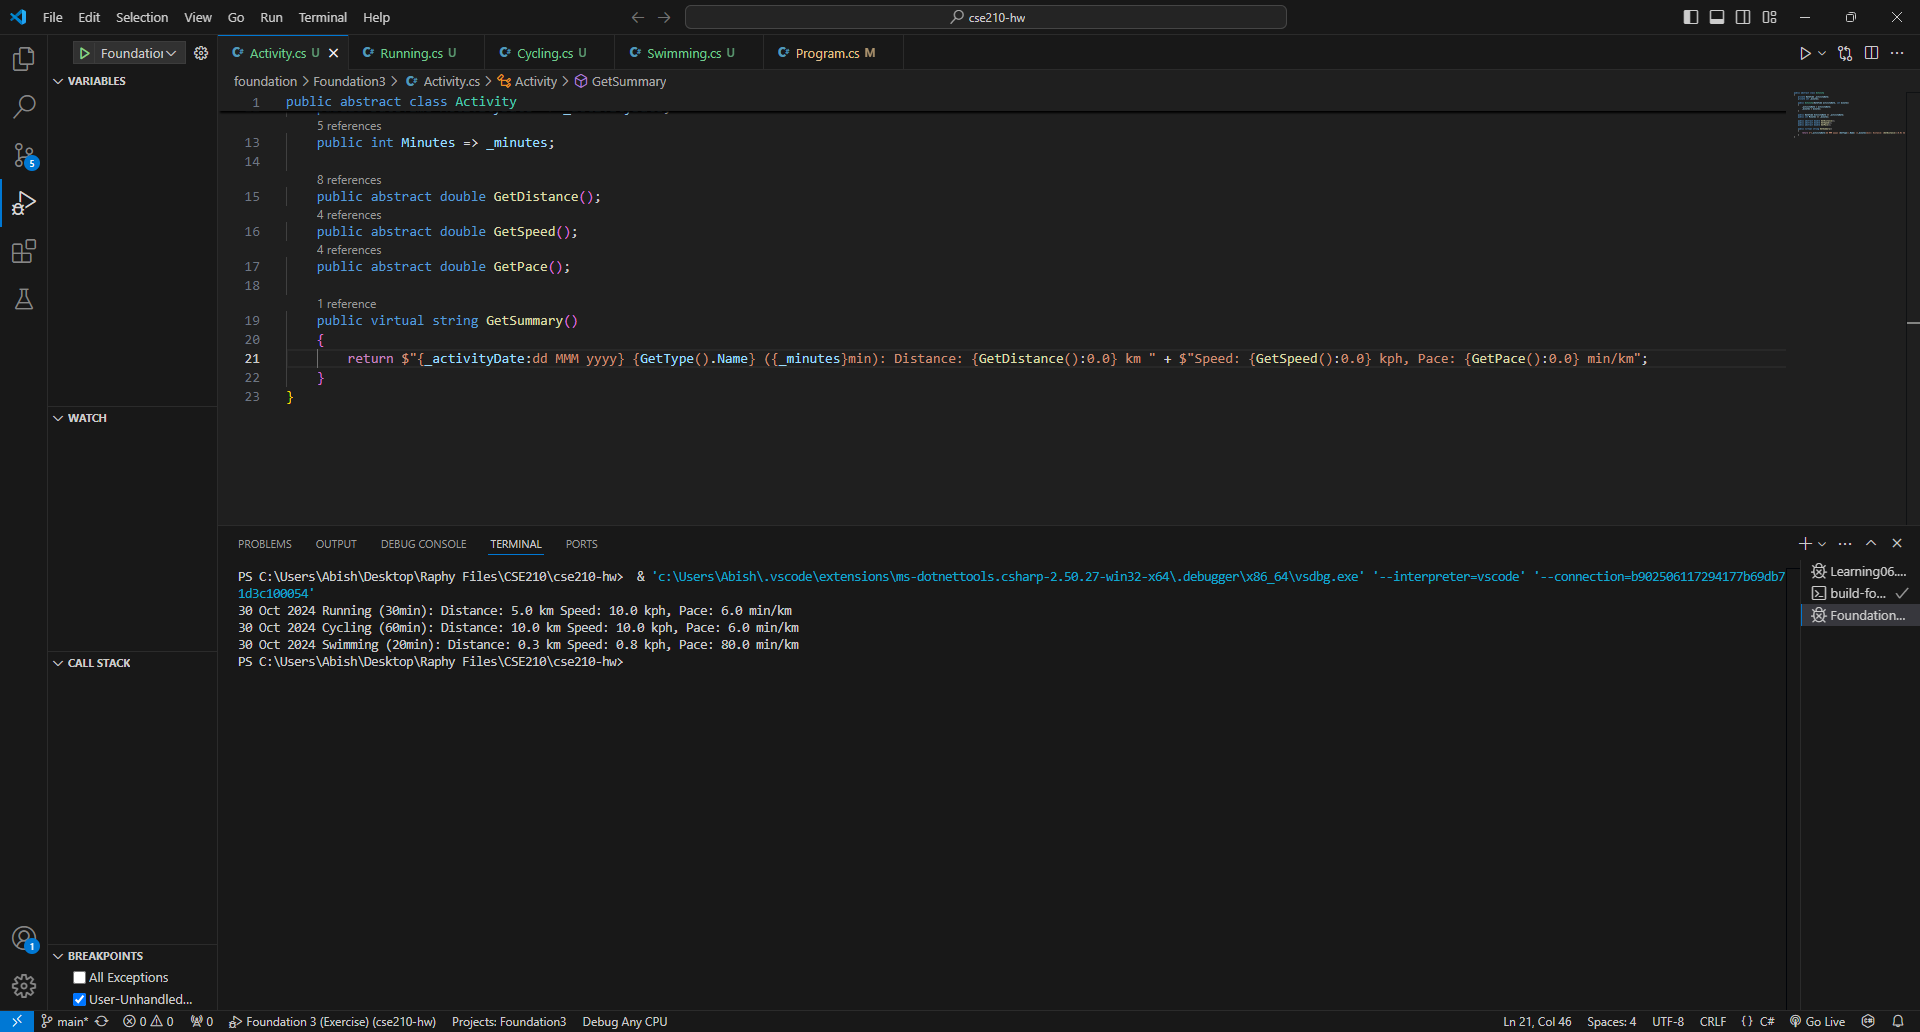 File Edit Selection View Go Run Terminal Help
cse210-hw
Foundation
Activity.cs U
Running.cs U
Cycling.cs U
Swimming.cs U
Program.cs M
VARIABLES
foundation > Foundation3 > Activity.cs > Activity > GetSummary
1 public abstract class Activity
5 references
13 public int Minutes => _minutes;
14
8 references
15 public abstract double GetDistance();
4 references
16 public abstract double GetSpeed();
4 references
17 public abstract double GetPace();
18
1 reference
19 public virtual string GetSummary()
20 {
21 return $"{_activityDate:dd MMM yyyy} {GetType().Name} ({_minutes}min): Distance: {GetDistance():0.0} km " + $"Speed: {GetSpeed():0.0} kph, Pace: {GetPace():0.0} min/km";
22 }
23 }
WATCH
CALL STACK
BREAKPOINTS
All Exceptions
User-Unhandled...
5
1
PROBLEMS OUTPUT DEBUG CONSOLE TERMINAL PORTS
PS C:\Users\Abish\Desktop\Raphy Files\CSE210\cse210-hw> & 'c:\Users\Abish\.vscode\extensions\ms-dotnettools.csharp-2.50.27-win32-x64\.debugger\x86_64\vsdbg.exe' '--interpreter=vscode' '--connection=b902506117294177b69db7
1d3c100054'
30 Oct 2024 Running (30min): Distance: 5.0 km Speed: 10.0 kph, Pace: 6.0 min/km
30 Oct 2024 Cycling (60min): Distance: 10.0 km Speed: 10.0 kph, Pace: 6.0 min/km
30 Oct 2024 Swimming (20min): Distance: 0.3 km Speed: 0.8 kph, Pace: 80.0 min/km
PS C:\Users\Abish\Desktop\Raphy Files\CSE210\cse210-hw>
Learning06....
build-fo...
Foundation...
main* 0 0 0 Foundation 3 (Exercise) (cse210-hw) Projects: Foundation3 Debug Any CPU
Ln 21, Col 46 Spaces: 4 UTF-8 CRLF {} C# Go Live